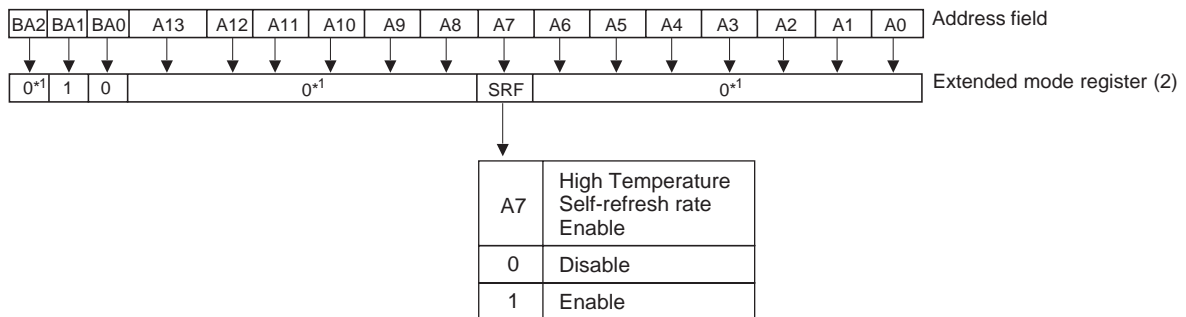 BA2 BA1 BA0 A13 A12 A11 A10 A9 A8 A7 A6 A5 A4 A3 A2 A1 A0 Address field
0*1 1 0 0*1 SRF 0*1 Extended mode register (2)
A7 High Temperature
Self-refresh rate
Enable
0 Disable
1 Enable